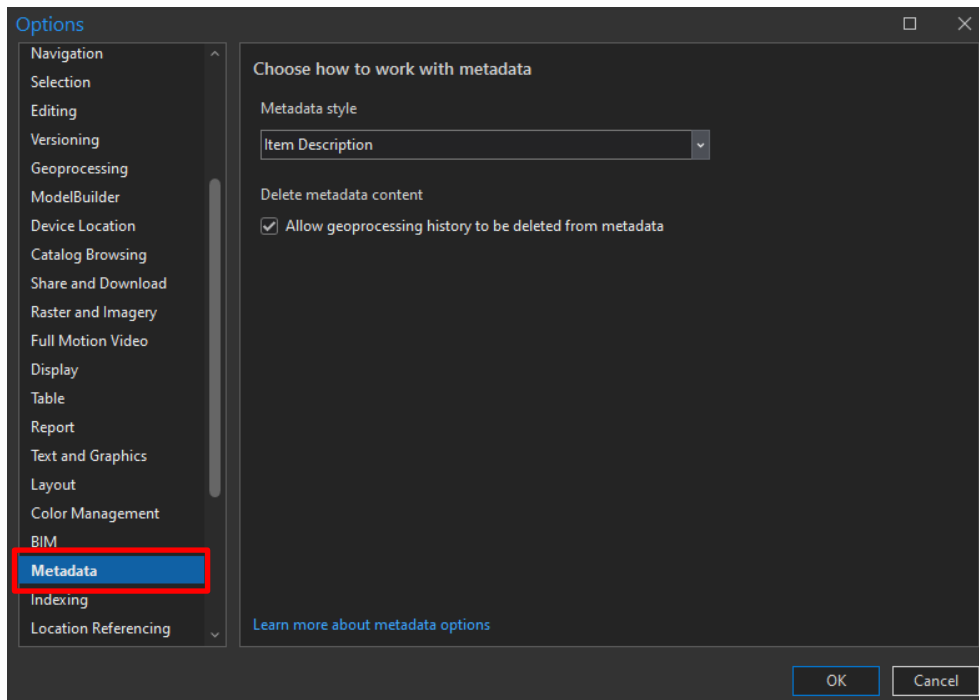 Options
Navigation
Selection
Editing
Versioning
Geoprocessing
ModelBuilder
Device Location
Catalog Browsing
Share and Download
Raster and Imagery
Full Motion Video
Display
Table
Report
Text and Graphics
Layout
Color Management
BIM
Metadata
Indexing
Location Referencing
Choose how to work with metadata
Metadata style
Item Description
Delete metadata content
Allow geoprocessing history to be deleted from metadata
Learn more about metadata options
OK
Cancel